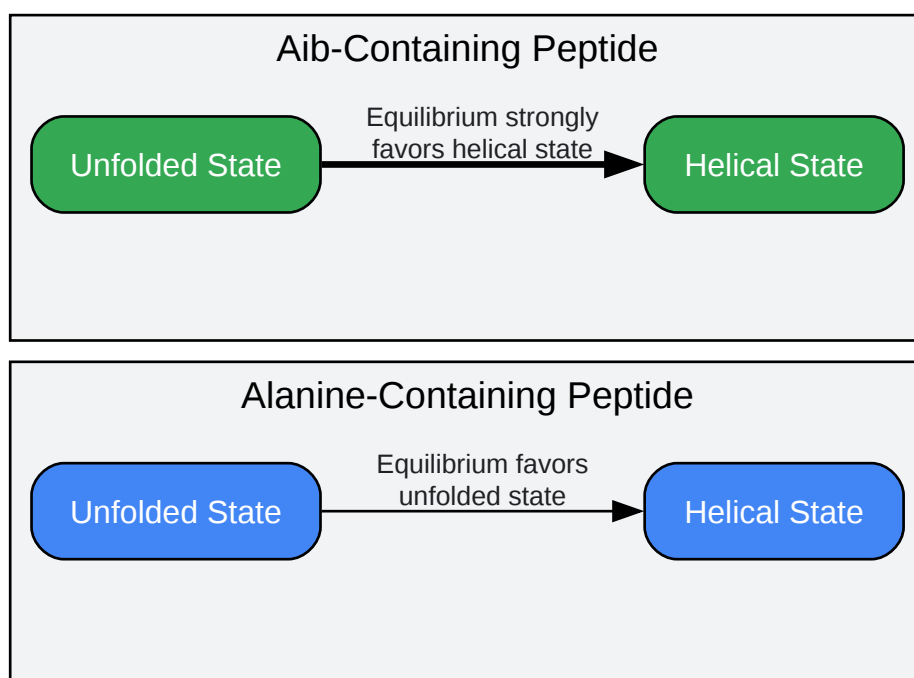 Aib-Containing Peptide
Equilibrium strongly
favors helical state
Unfolded State
Helical State
Alanine-Containing Peptide
Equilibrium favors
unfolded state
Unfolded State
Helical State